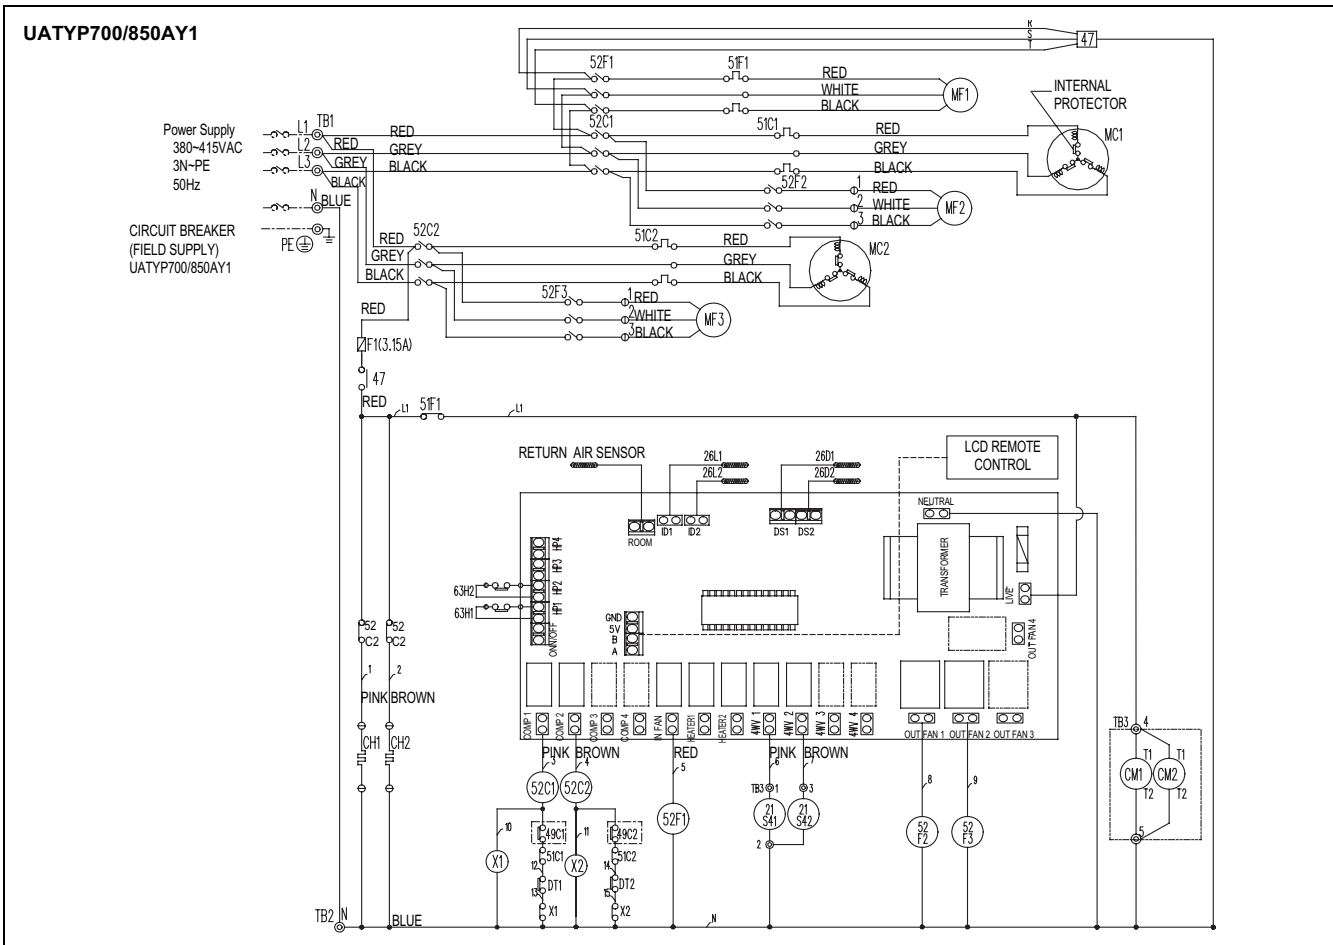 UATYP700/850AY1
R
S
T
47
52F1
51F1
RED
WHITE
BLACK
MF1
INTERNAL
PROTECTOR
MC1
Power Supply
380~415VAC
3N~PE
50Hz
L1
TB1
L2
L3
N
RED
GREY
BLACK
BLUE
RED
GREY
BLACK
52C1
51C1
RED
GREY
BLACK
52F2
1
RED
2
WHITE
3
BLACK
MF2
CIRCUIT BREAKER
(FIELD SUPPLY)
UATYP700/850AY1
PE
RED
GREY
BLACK
52C2
51C2
RED
GREY
BLACK
MC2
52F3
1
RED
2
WHITE
3
BLACK
MF3
RED
F1(3.15A)
47
RED
L1
51F1
L1
RETURN AIR SENSOR
26L1
26L2
26D1
26D2
LCD REMOTE
CONTROL
NEUTRAL
ROOM
ID1
ID2
DS1
DS2
TRANSFORMER
LIVE
HP4
HP3
HP2
HP1
ONN/OFF
63H2
63H1
GND
5V
B
A
OUT FAN 4
52
C2
52
C2
1
2
PINK
BROWN
CH1
CH2
COMP 1
COMP 2
COMP 3
COMP 4
IN FAN
HEATER1
HEATER2
4WV 1
4WV 2
4WV 3
4WV 4
OUT FAN 1
OUT FAN 2
OUT FAN 3
PINK
BROWN
RED
PINK
BROWN
3
4
5
6
7
8
9
52C1
52C2
52F1
TB3
1
3
21
S41
21
S42
2
52
F2
52
F3
10
11
X1
X2
49C1
51C1
12
DT1
13
X1
49C2
51C2
14
DT2
15
X2
TB3
4
T1
T1
CM1
CM2
T2
T2
5
TB2
N
BLUE
N